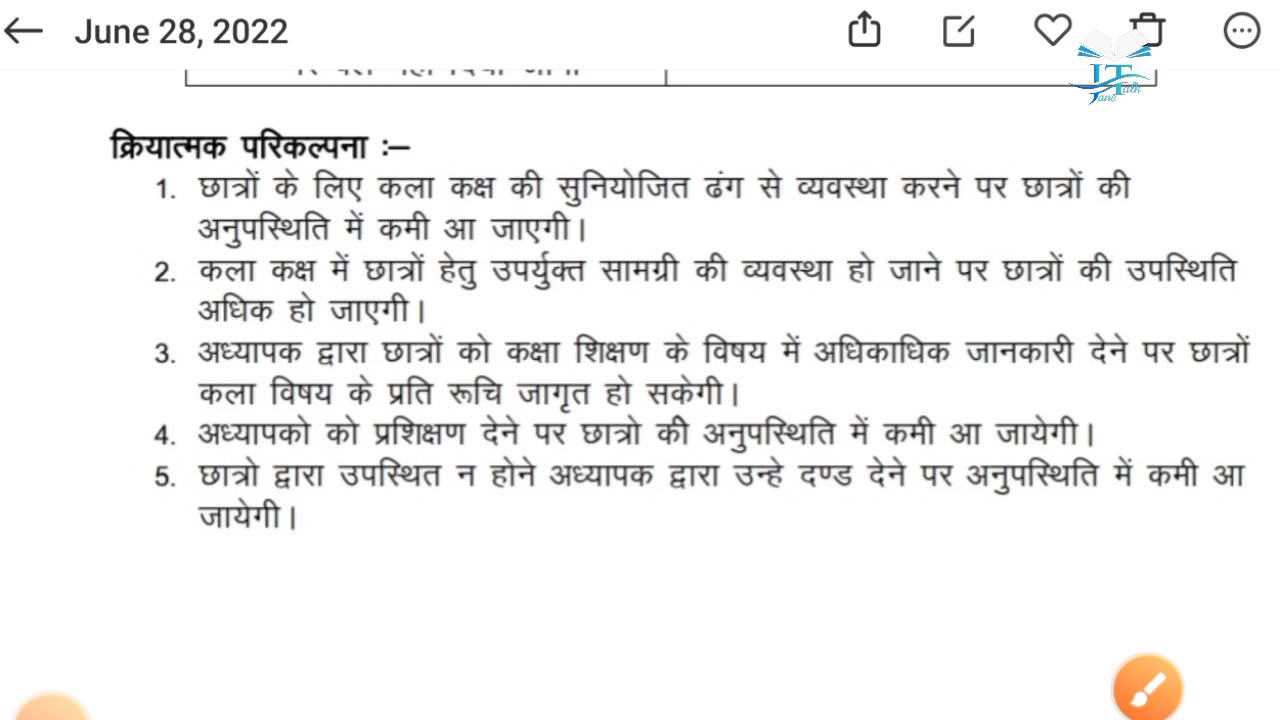 June 28, 2022
JT
Jane Talk
क्रियात्मक परिकल्पना :–
1. छात्रों के लिए कला कक्ष की सुनियोजित ढंग से व्यवस्था करने पर छात्रों की
अनुपस्थिति में कमी आ जाएगी।
2. कला कक्ष में छात्रों हेतु उपर्युक्त सामग्री की व्यवस्था हो जाने पर छात्रों की उपस्थिति
अधिक हो जाएगी।
3. अध्यापक द्वारा छात्रों को कक्षा शिक्षण के विषय में अधिकाधिक जानकारी देने पर छात्रों
कला विषय के प्रति रूचि जागृत हो सकेगी।
4. अध्यापको को प्रशिक्षण देने पर छात्रो की अनुपस्थिति में कमी आ जायेगी।
5. छात्रो द्वारा उपस्थित न होने अध्यापक द्वारा उन्हे दण्ड देने पर अनुपस्थिति में कमी आ
जायेगी।